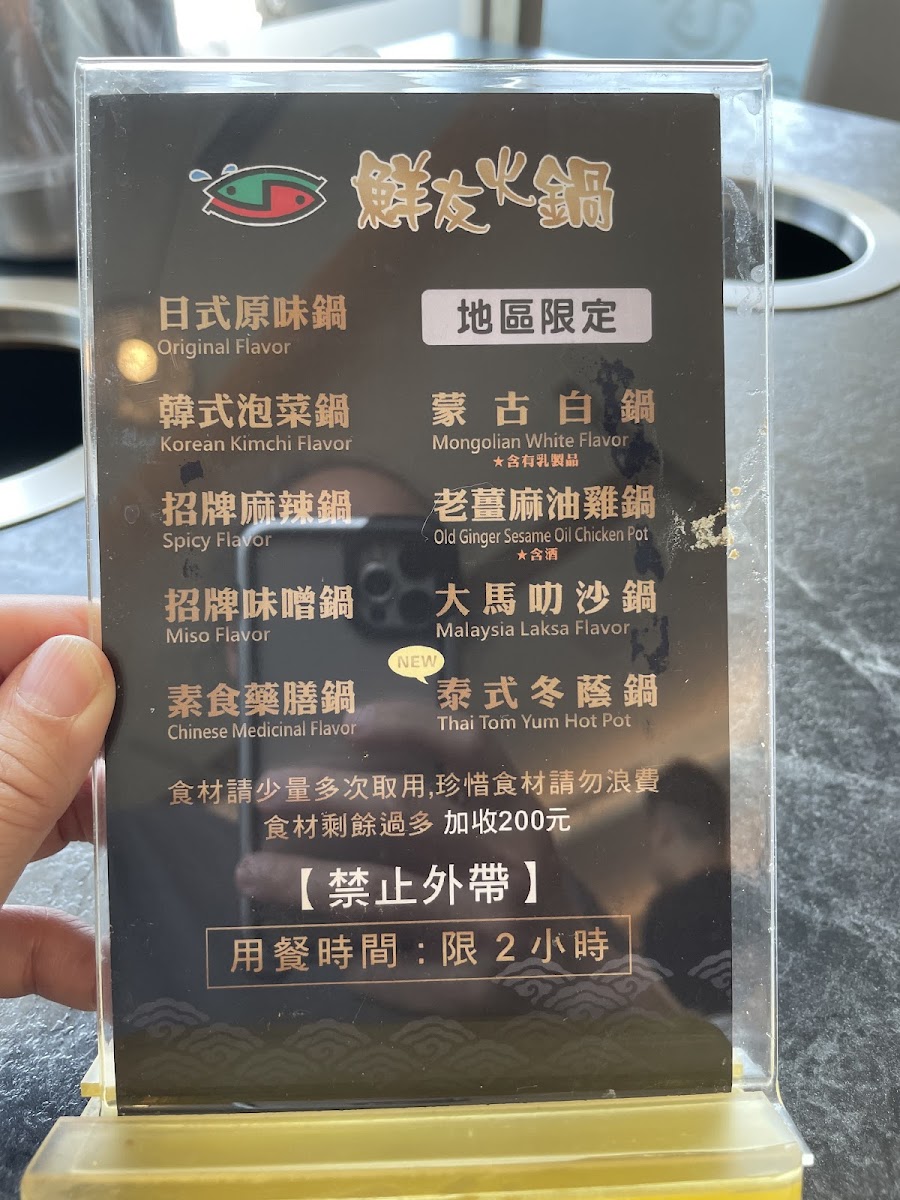 鮮友火鍋
日式原味鍋
Original Flavor
韓式泡菜鍋
Korean Kimchi Flavor
招牌麻辣鍋
Spicy Flavor
招牌味噌鍋
Miso Flavor
素食藥膳鍋
Chinese Medicinal Flavor
地區限定
蒙古白鍋
Mongolian White Flavor
★含有乳製品
老薑麻油雞鍋
Old Ginger Sesame Oil Chicken Pot
★含酒
大馬叻沙鍋
Malaysia Laksa Flavor
NEW
泰式冬蔭鍋
Thai Tom Yum Hot Pot
食材請少量多次取用,珍惜食材請勿浪費
食材剩餘過多 加收200元
【禁止外帶】
用餐時間:限2小時